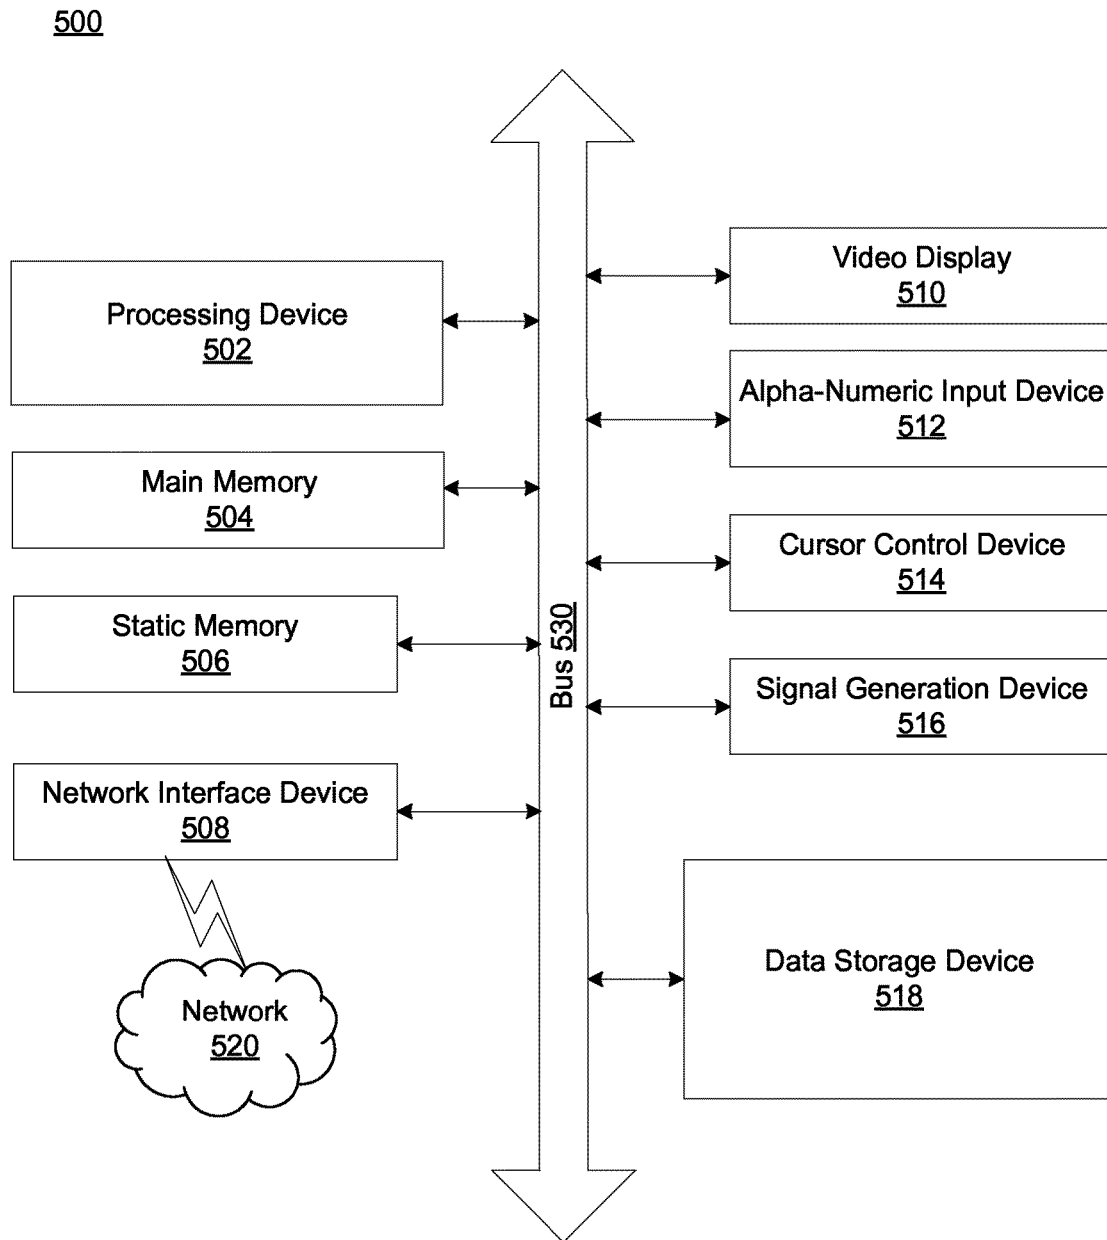 500
Processing Device
502
Main Memory
504
Static Memory
506
Network Interface Device
508
Network
520
Bus 530
Video Display
510
Alpha-Numeric Input Device
512
Cursor Control Device
514
Signal Generation Device
516
Data Storage Device
518